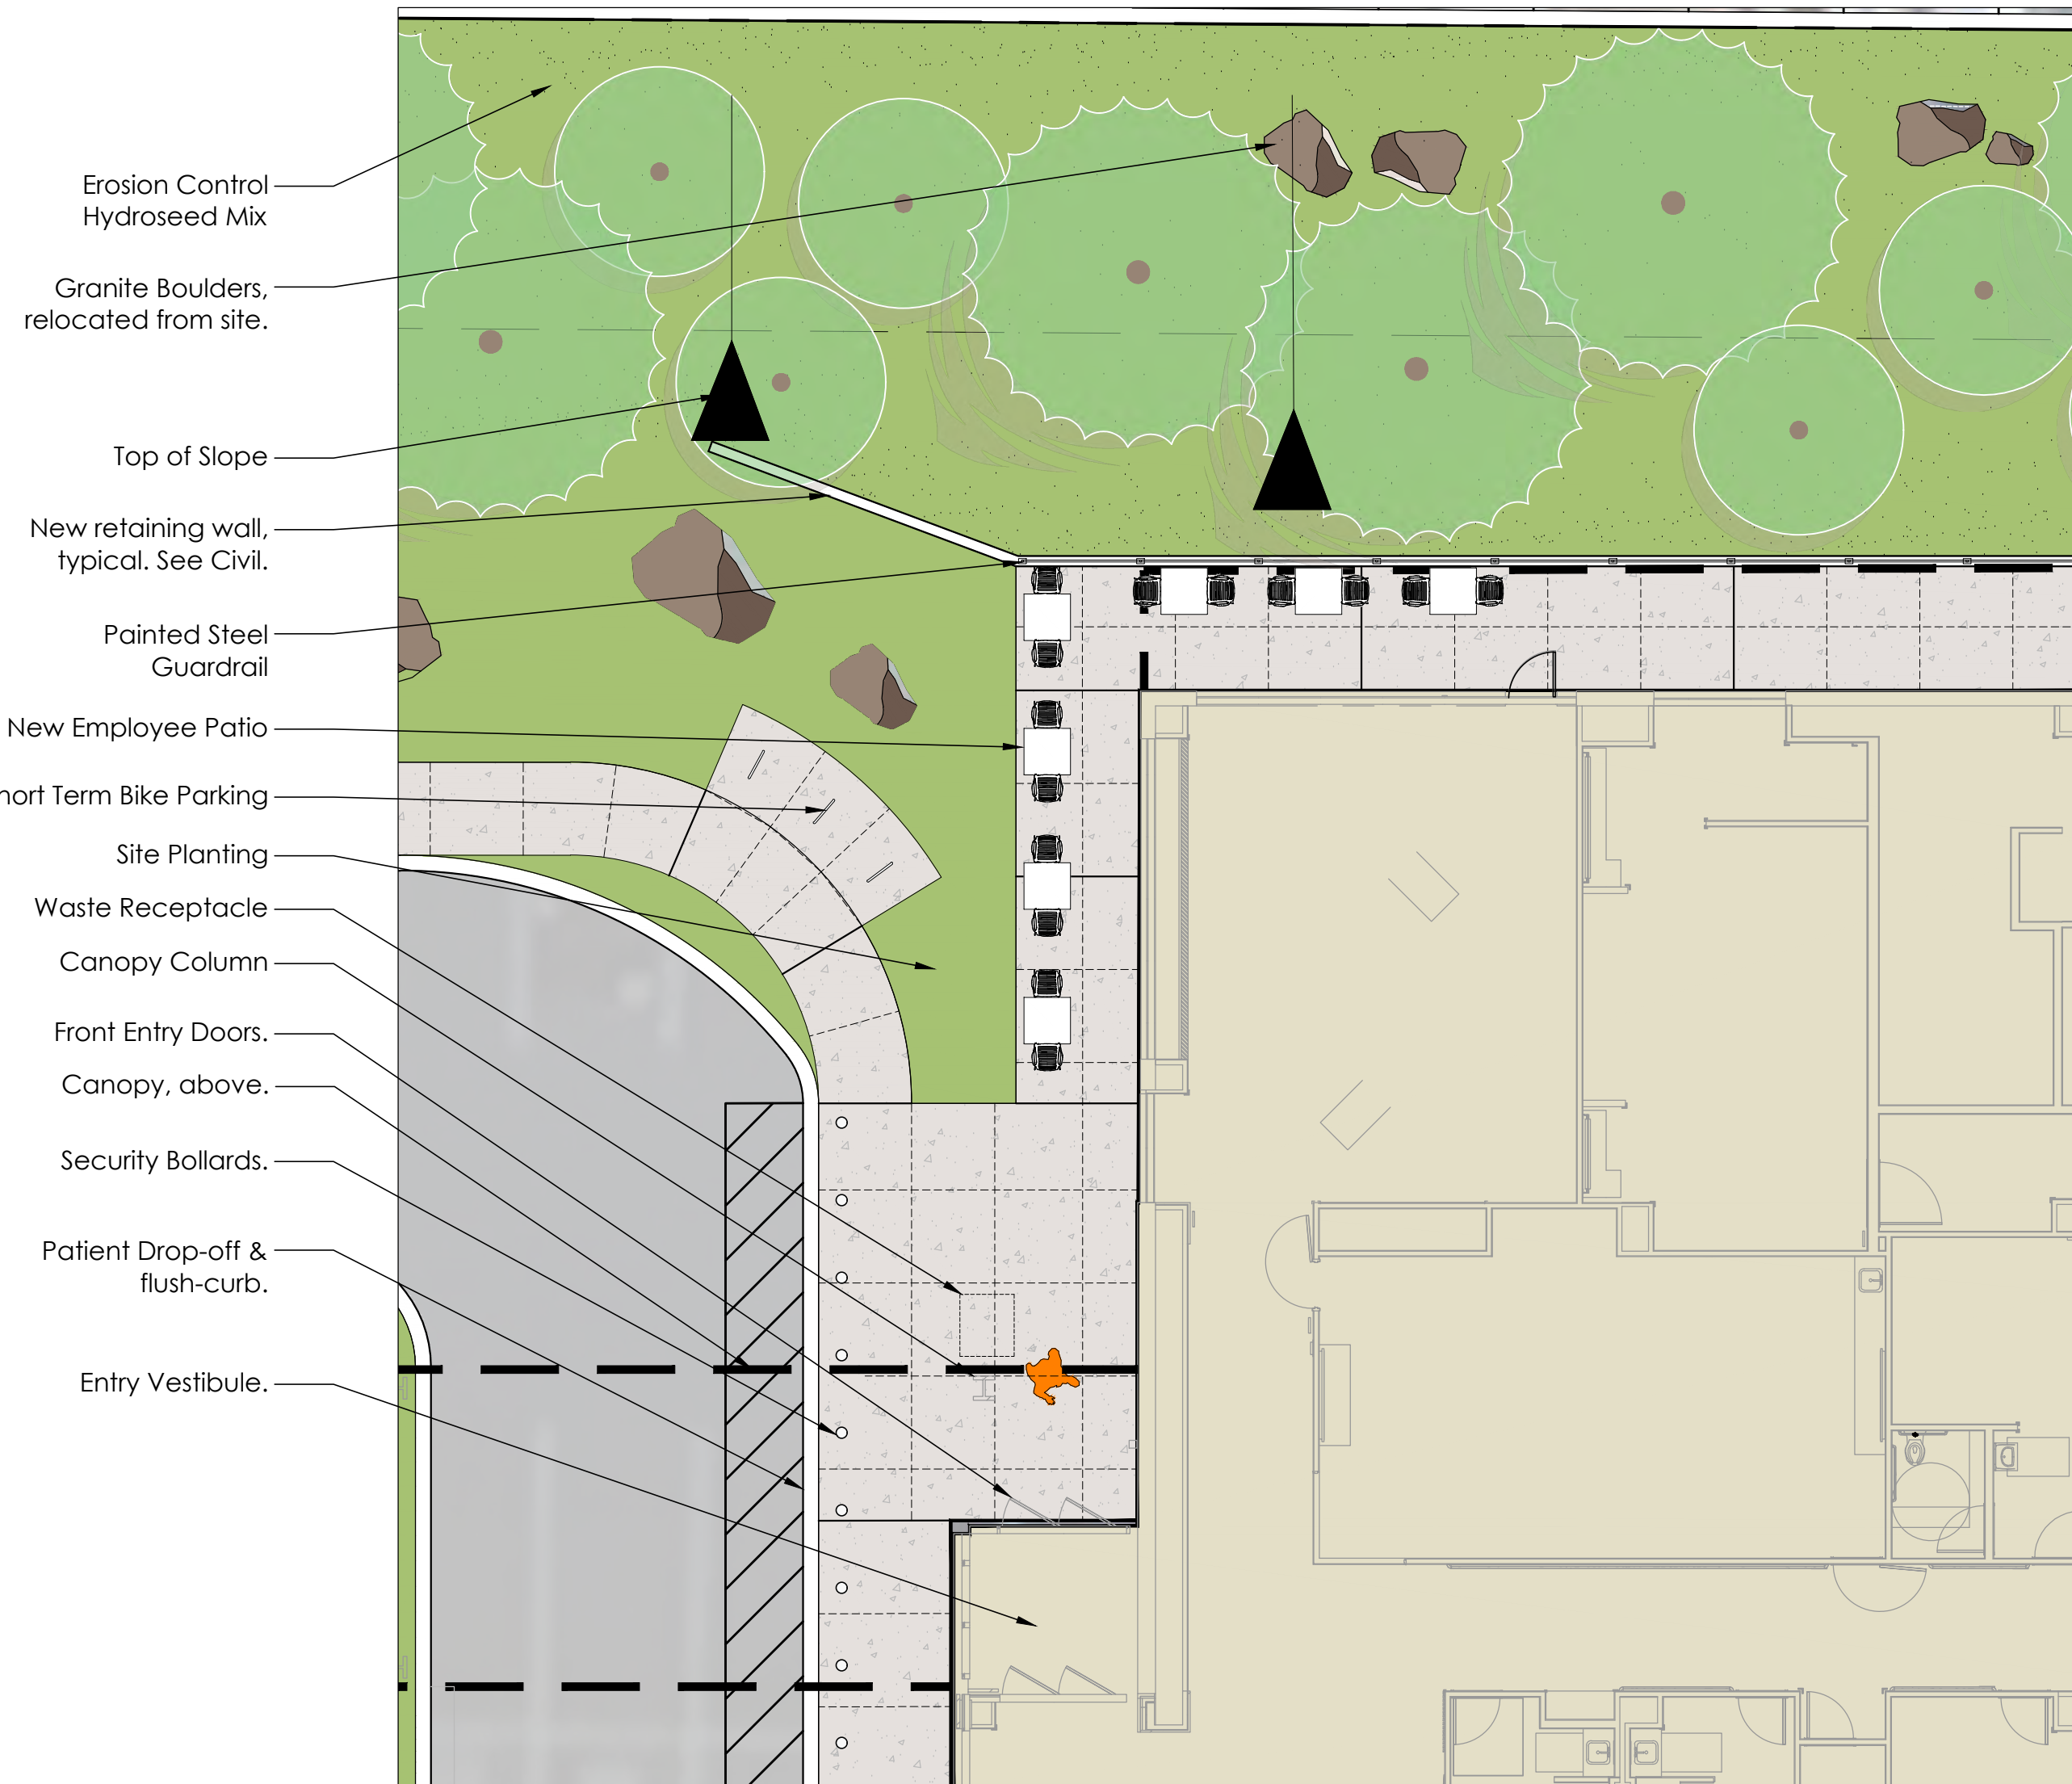 Erosion Control
Hydroseed Mix
Granite Boulders,
relocated from site.
Top of Slope
New retaining wall,
typical. See Civil.
Painted Steel
Guardrail
New Employee Patio
hort Term Bike Parking
Site Planting
Waste Receptacle
Canopy Column
Front Entry Doors.
Canopy, above.
Security Bollards.
Patient Drop-off &
flush-curb.
Entry Vestibule.